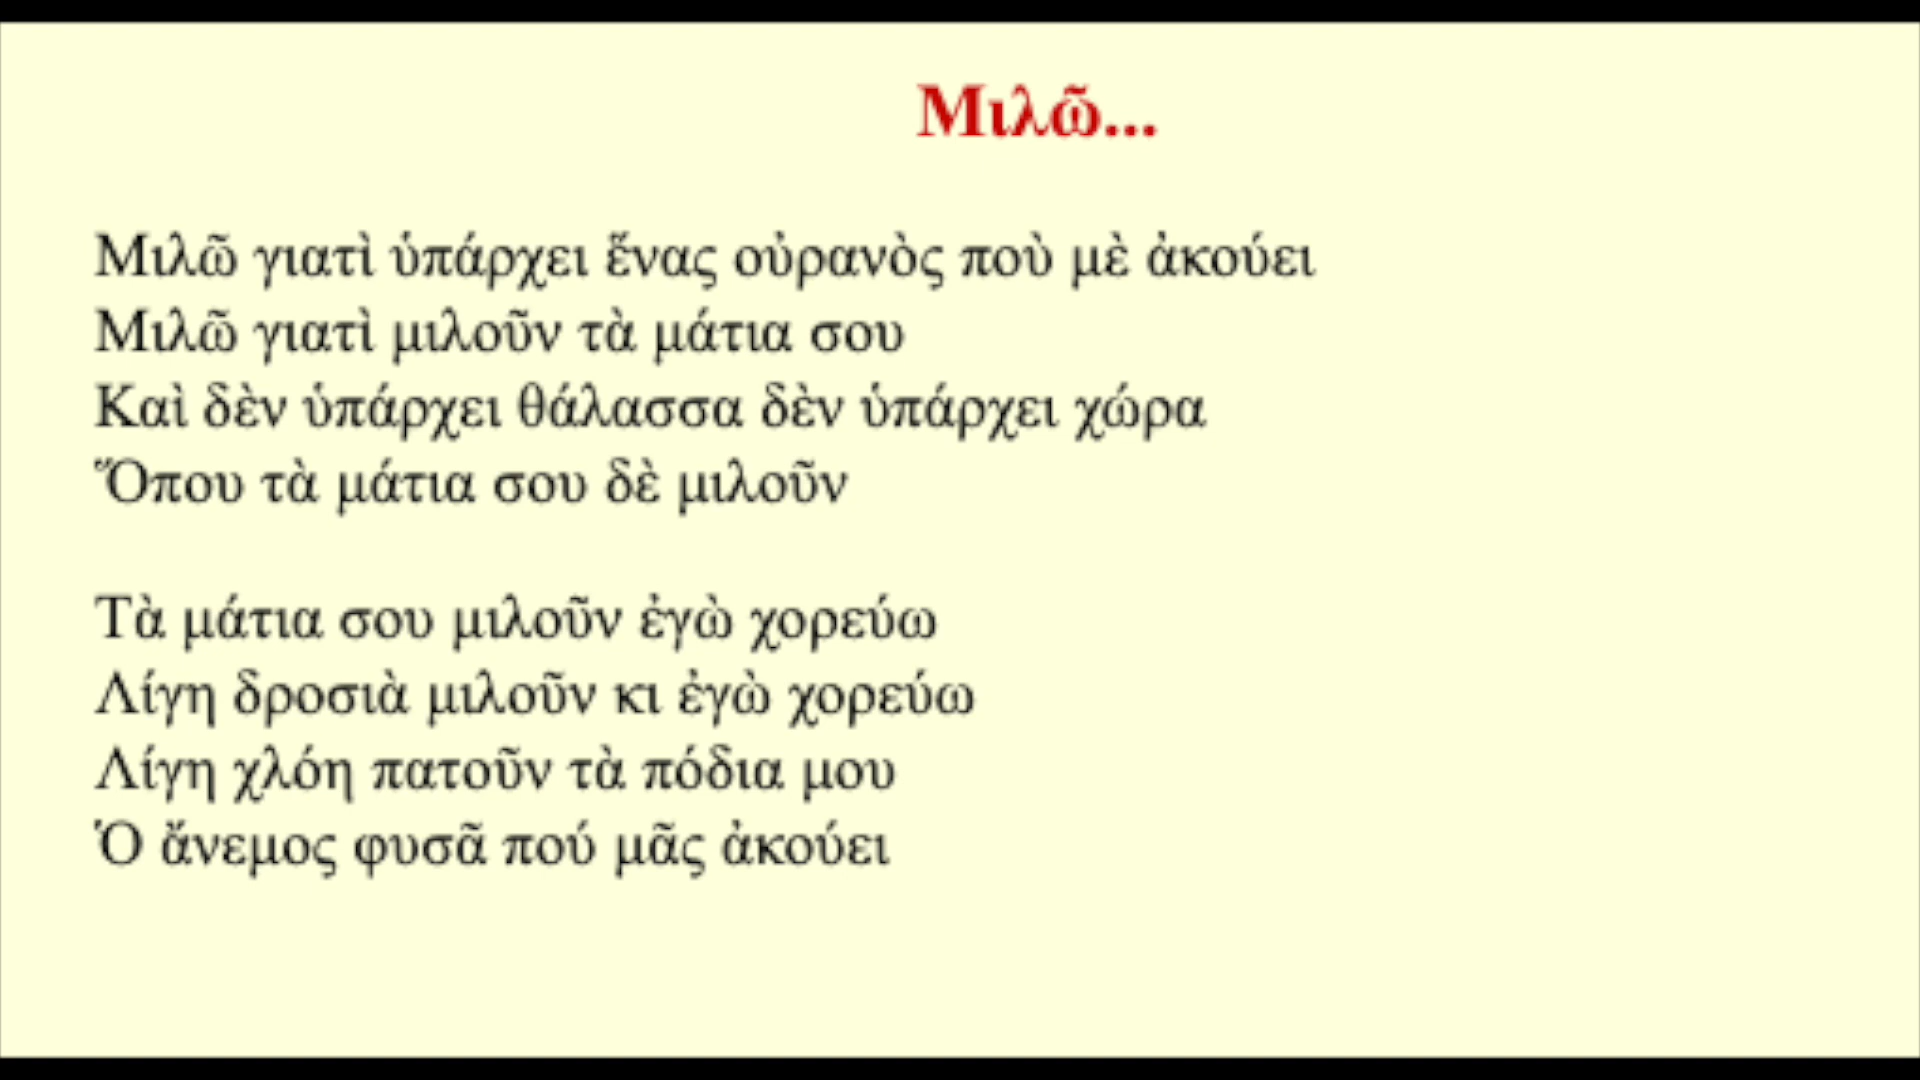 Μιλῶ...
Μιλῶ γιατὶ ὑπάρχει ἕνας οὐρανὸς ποὺ μὲ ἀκούει
Μιλῶ γιατὶ μιλοῦν τὰ μάτια σου
Καὶ δὲν ὑπάρχει θάλασσα δὲν ὑπάρχει χώρα
Ὅπου τὰ μάτια σου δὲ μιλοῦν
Τὰ μάτια σου μιλοῦν ἐγὼ χορεύω
Λίγη δροσιὰ μιλοῦν κι ἐγὼ χορεύω
Λίγη χλόη πατοῦν τὰ πόδια μου
Ὁ ἄνεμος φυσᾶ πού μᾶς ἀκούει